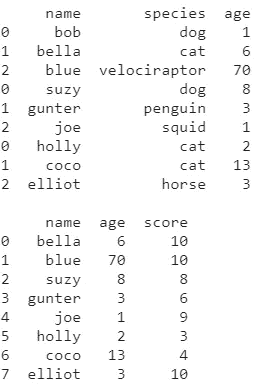 name species age
0 bob dog 1
1 bella cat 6
2 blue velociraptor 70
0 suzy dog 8
1 gunter penguin 3
2 joe squid 1
0 holly cat 2
1 coco cat 13
2 elliot horse 3
name age score
0 bella 6 10
1 blue 70 10
2 suzy 8 8
3 gunter 3 6
4 joe 1 9
5 holly 2 3
6 coco 13 4
7 elliot 3 10